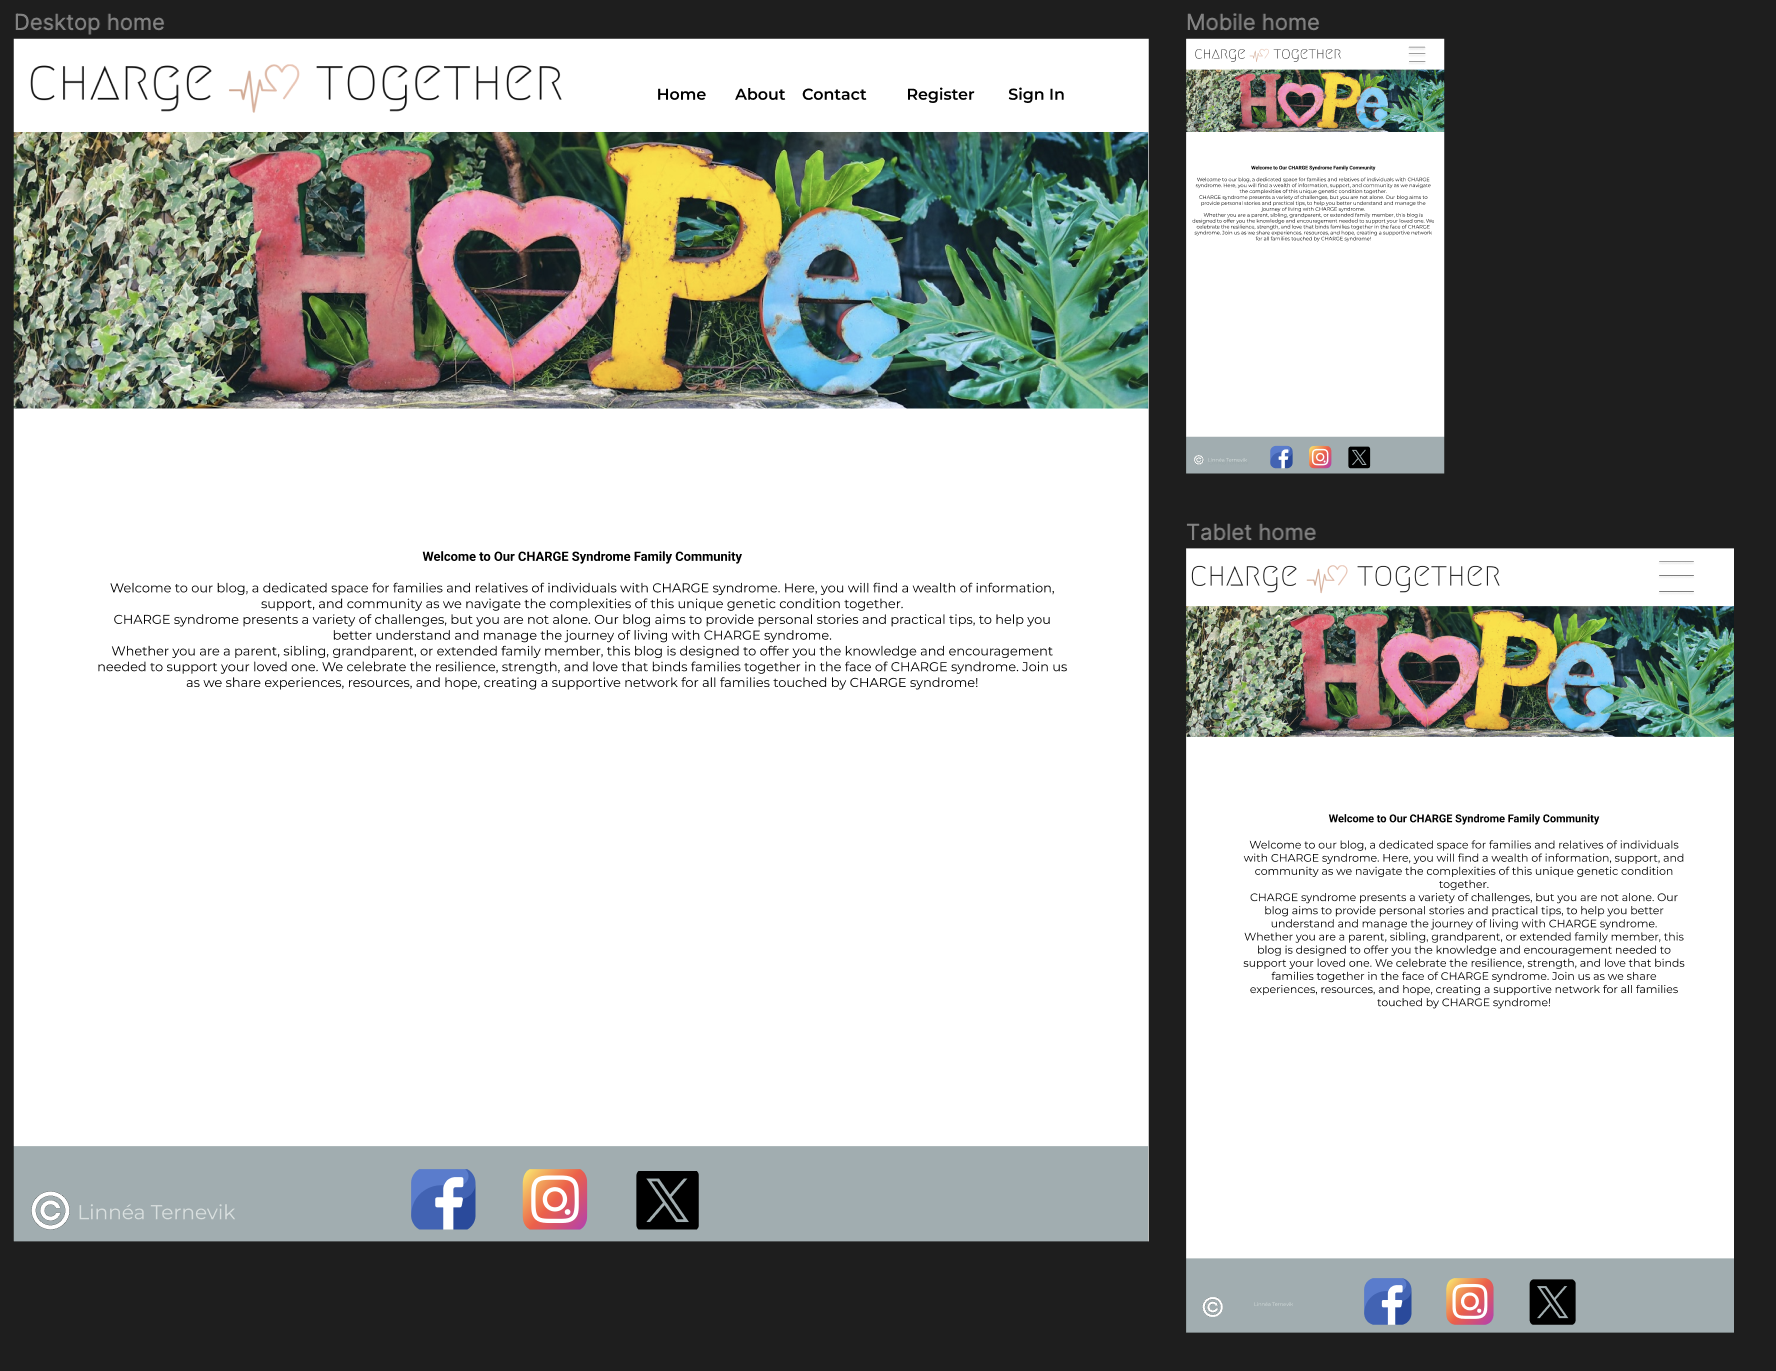 Desktop home
CHARGE TOGETHER
Home About Contact Register Sign In
HOPe
Welcome to Our CHARGE Syndrome Family Community
Welcome to our blog, a dedicated space for families and relatives of individuals with CHARGE syndrome. Here, you will find a wealth of information,
support, and community as we navigate the complexities of this unique genetic condition together.
CHARGE syndrome presents a variety of challenges, but you are not alone. Our blog aims to provide personal stories and practical tips, to help you
better understand and manage the journey of living with CHARGE syndrome.
Whether you are a parent, sibling, grandparent, or extended family member, this blog is designed to offer you the knowledge and encouragement
needed to support your loved one. We celebrate the resilience, strength, and love that binds families together in the face of CHARGE syndrome. Join us
as we share experiences, resources, and hope, creating a supportive network for all families touched by CHARGE syndrome!
© Linnéa Ternevik
Mobile home
CHARGE TOGETHER
HOPe
Welcome to Our CHARGE Syndrome Family Community
Welcome to our blog, a dedicated space for families and relatives of individuals with CHARGE
syndrome. Here, you will find a wealth of information, support, and community as we navigate
the complexities of this unique genetic condition together.
CHARGE syndrome presents a variety of challenges, but you are not alone. Our blog aims to
provide personal stories and practical tips, to help you better understand and manage the
journey of living with CHARGE syndrome.
Whether you are a parent, sibling, grandparent, or extended family member, this blog is
designed to offer you the knowledge and encouragement needed to support your loved one. We
celebrate the resilience, strength, and love that binds families together in the face of CHARGE
syndrome. Join us as we share experiences, resources, and hope, creating a supportive network
for all families touched by CHARGE syndrome!
© Linnéa Ternevik
Tablet home
CHARGE TOGETHER
HOPe
Welcome to Our CHARGE Syndrome Family Community
Welcome to our blog, a dedicated space for families and relatives of individuals
with CHARGE syndrome. Here, you will find a wealth of information, support, and
community as we navigate the complexities of this unique genetic condition
together.
CHARGE syndrome presents a variety of challenges, but you are not alone. Our
blog aims to provide personal stories and practical tips, to help you better
understand and manage the journey of living with CHARGE syndrome.
Whether you are a parent, sibling, grandparent, or extended family member, this
blog is designed to offer you the knowledge and encouragement needed to
support your loved one. We celebrate the resilience, strength, and love that binds
families together in the face of CHARGE syndrome. Join us as we share
experiences, resources, and hope, creating a supportive network for all families
touched by CHARGE syndrome!
© Linnéa Ternevik